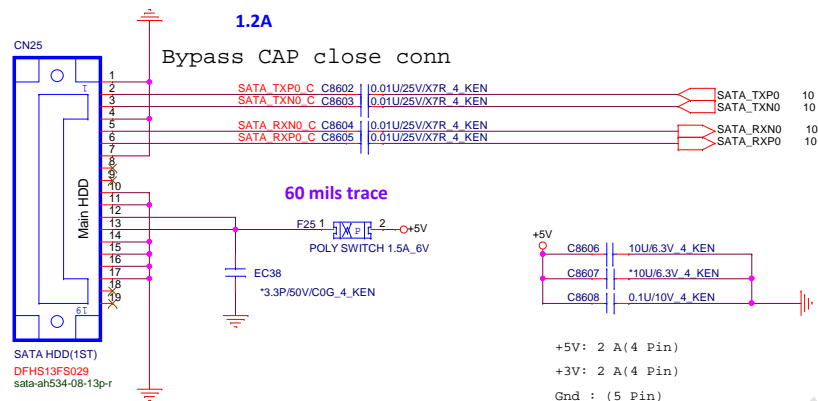 1.2A
CN25
Bypass CAP close conn
1
1
2
SATA_TXP0_C C8602 0.01U/25V/X7R_4_KEN
SATA_TXP0 10
3
SATA_TXN0_C C8603 0.01U/25V/X7R_4_KEN
SATA_TXN0 10
4
5
SATA_RXN0_C C8604 0.01U/25V/X7R_4_KEN
SATA_RXN0 10
6
SATA_RXP0_C C8605 0.01U/25V/X7R_4_KEN
SATA_RXP0 10
7
8
9
10
11
12
13
14
15
16
17
18
19
19
Main HDD
60 mils trace
F25 1 P 2 +5V
POLY SWITCH 1.5A_6V
EC38
*3.3P/50V/C0G_4_KEN
+5V
C8606 10U/6.3V_4_KEN
C8607 *10U/6.3V_4_KEN
C8608 0.1U/10V_4_KEN
SATA HDD(1ST)
DFHS13FS029
sata-ah534-08-13p-r
+5V: 2 A(4 Pin)
+3V: 2 A(4 Pin)
Gnd : (5 Pin)